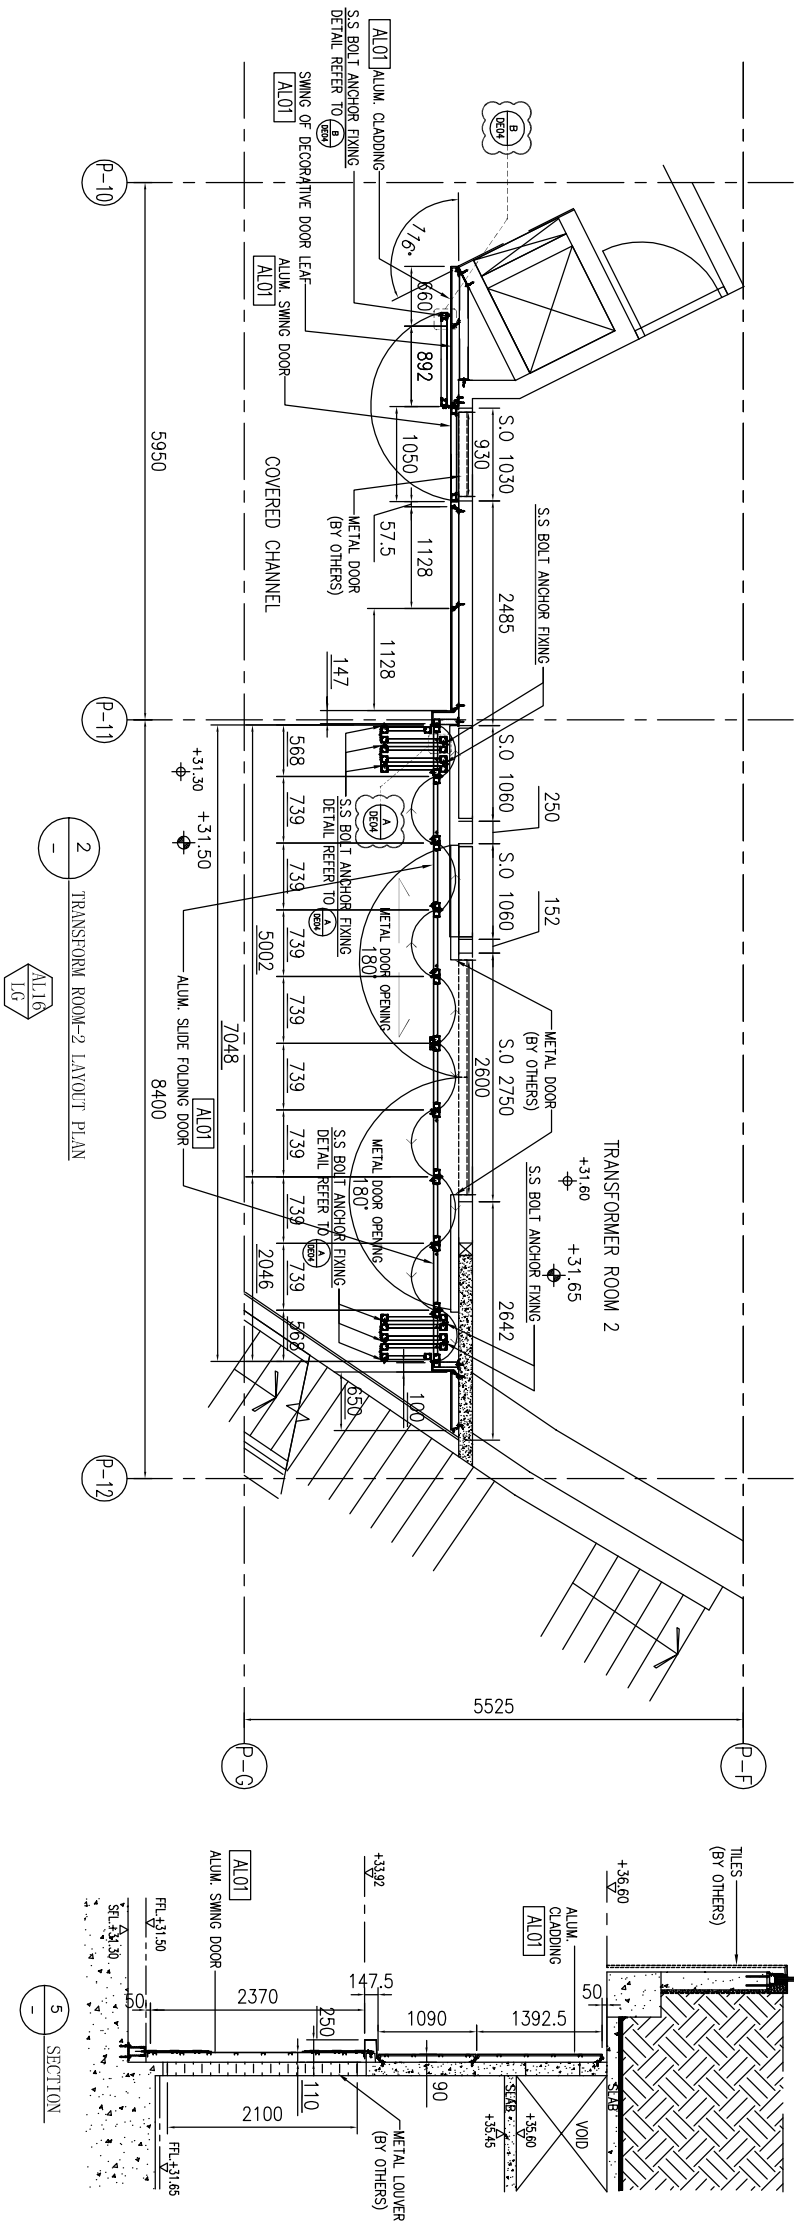 AL01 ALUM. CLADDING
S.S BOLT ANCHOR FIXING
DETAIL REFER TO B DE04
SWING OF DECORATIVE DOOR LEAF
AL01
ALUM. SWING DOOR
AL01
B
DE04
P-10
P-11
P-12
P-F
P-G
5525
116°
660
892
1050
57.5
1128
1128
147
S.O 1030
930
2485
S.O 1060
250
S.O 1060
152
S.O 2750
2600
2642
METAL DOOR
(BY OTHERS)
S.S BOLT ANCHOR FIXING
METAL DOOR
(BY OTHERS)
S.S BOLT ANCHOR FIXING
TRANSFORMER ROOM 2
+31.60
+31.65
COVERED CHANNEL
5950
8400
A
DE04
S.S BOLT ANCHOR FIXING
DETAIL REFER TO A DE04
METAL DOOR OPENING
180°
METAL DOOR OPENING
180°
S.S BOLT ANCHOR FIXING
DETAIL REFER TO A DE04
568
739
739
739
739
739
739
739
739
568
5002
2046
7048
100
650
+31.30
+31.50
ALUM. SLIDE FOLDING DOOR
AL01
2
-
TRANSFORM ROOM-2 LAYOUT PLAN
AL16
LG
TILES
(BY OTHERS)
+36.60
ALUM.
CLADDING
AL01
+33.92
AL01
ALUM. SWING DOOR
FFL+31.50
SFL+31.30
50
1392.5
1090
147.5
2370
50
250
90
110
2100
SLAB
VOID
SLAB
+35.60
+35.45
METAL LOUVER
(BY OTHERS)
FFL+31.65
5
-
SECTION